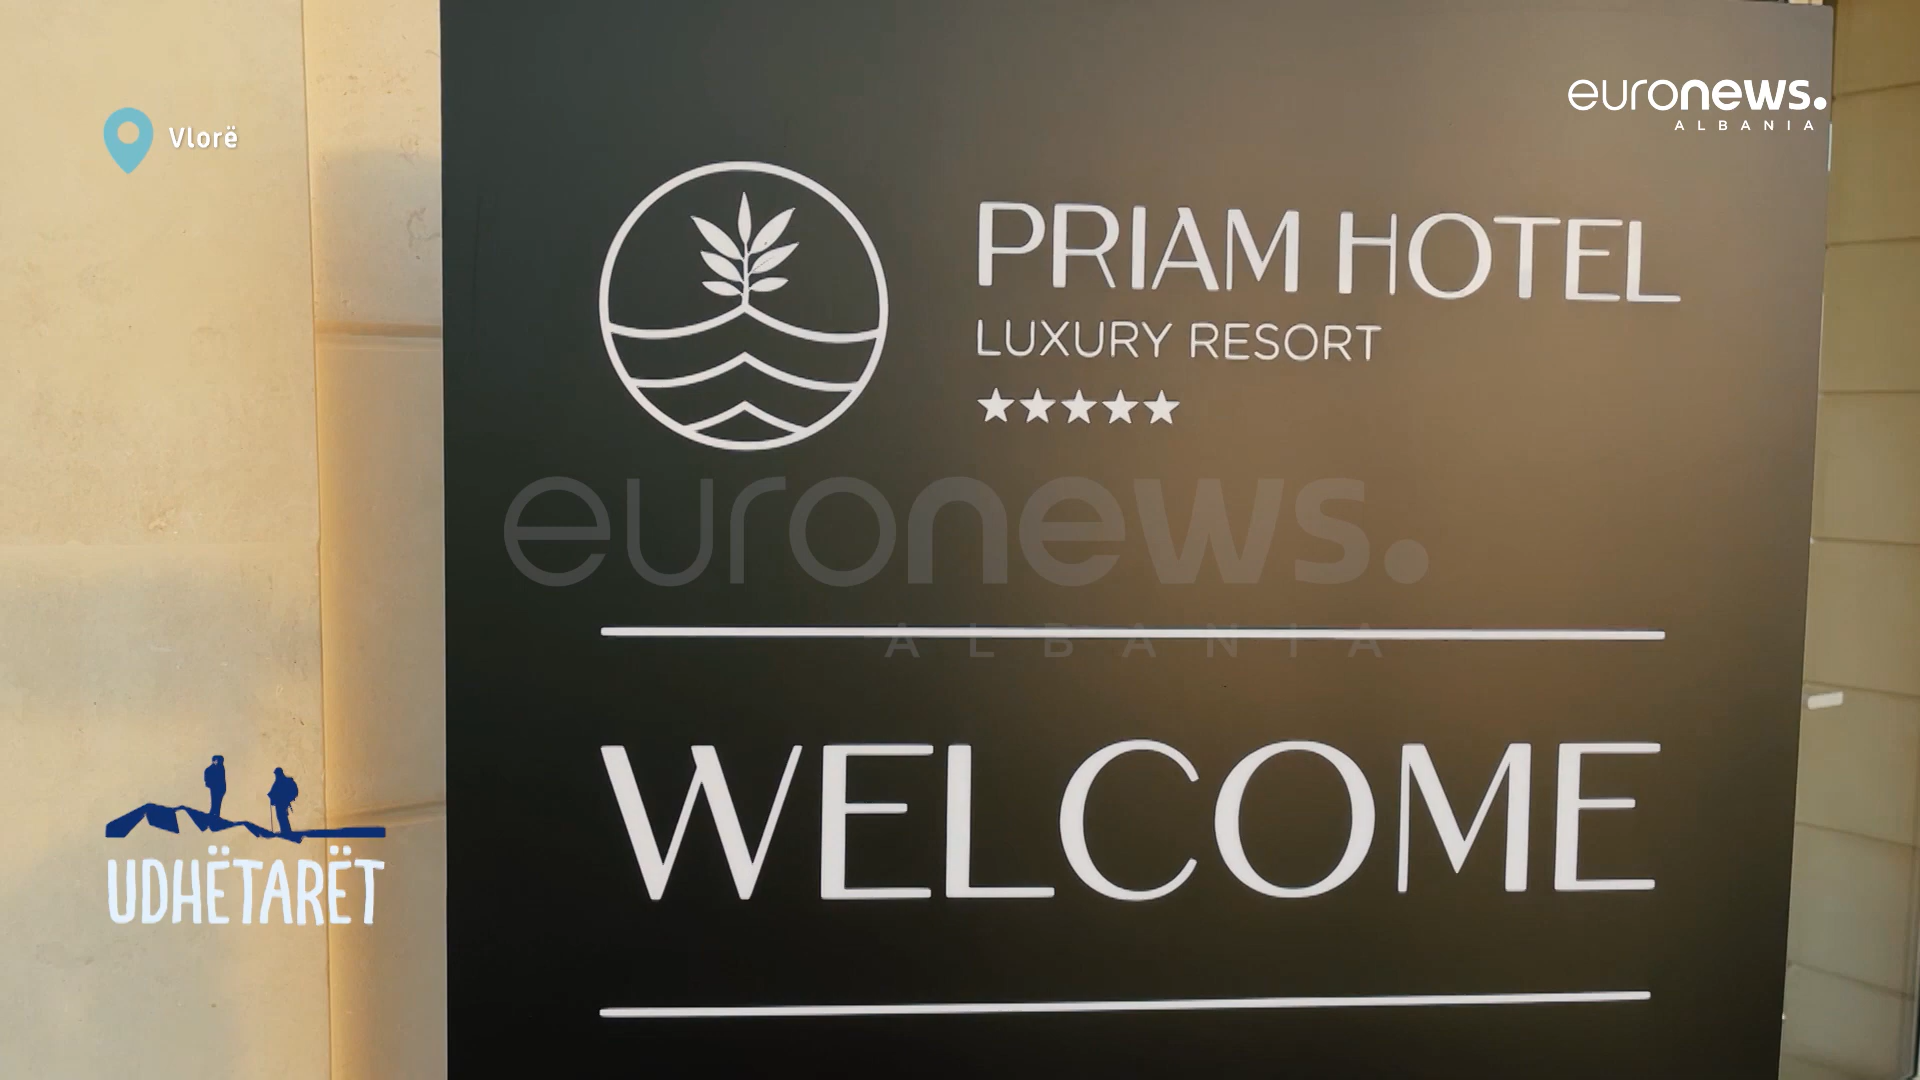 Vlorë
euronews.
ALBANIA
PRIAM HOTEL
LUXURY RESORT
euronews.
ALBANIA
WELCOME
UDHËTARËT